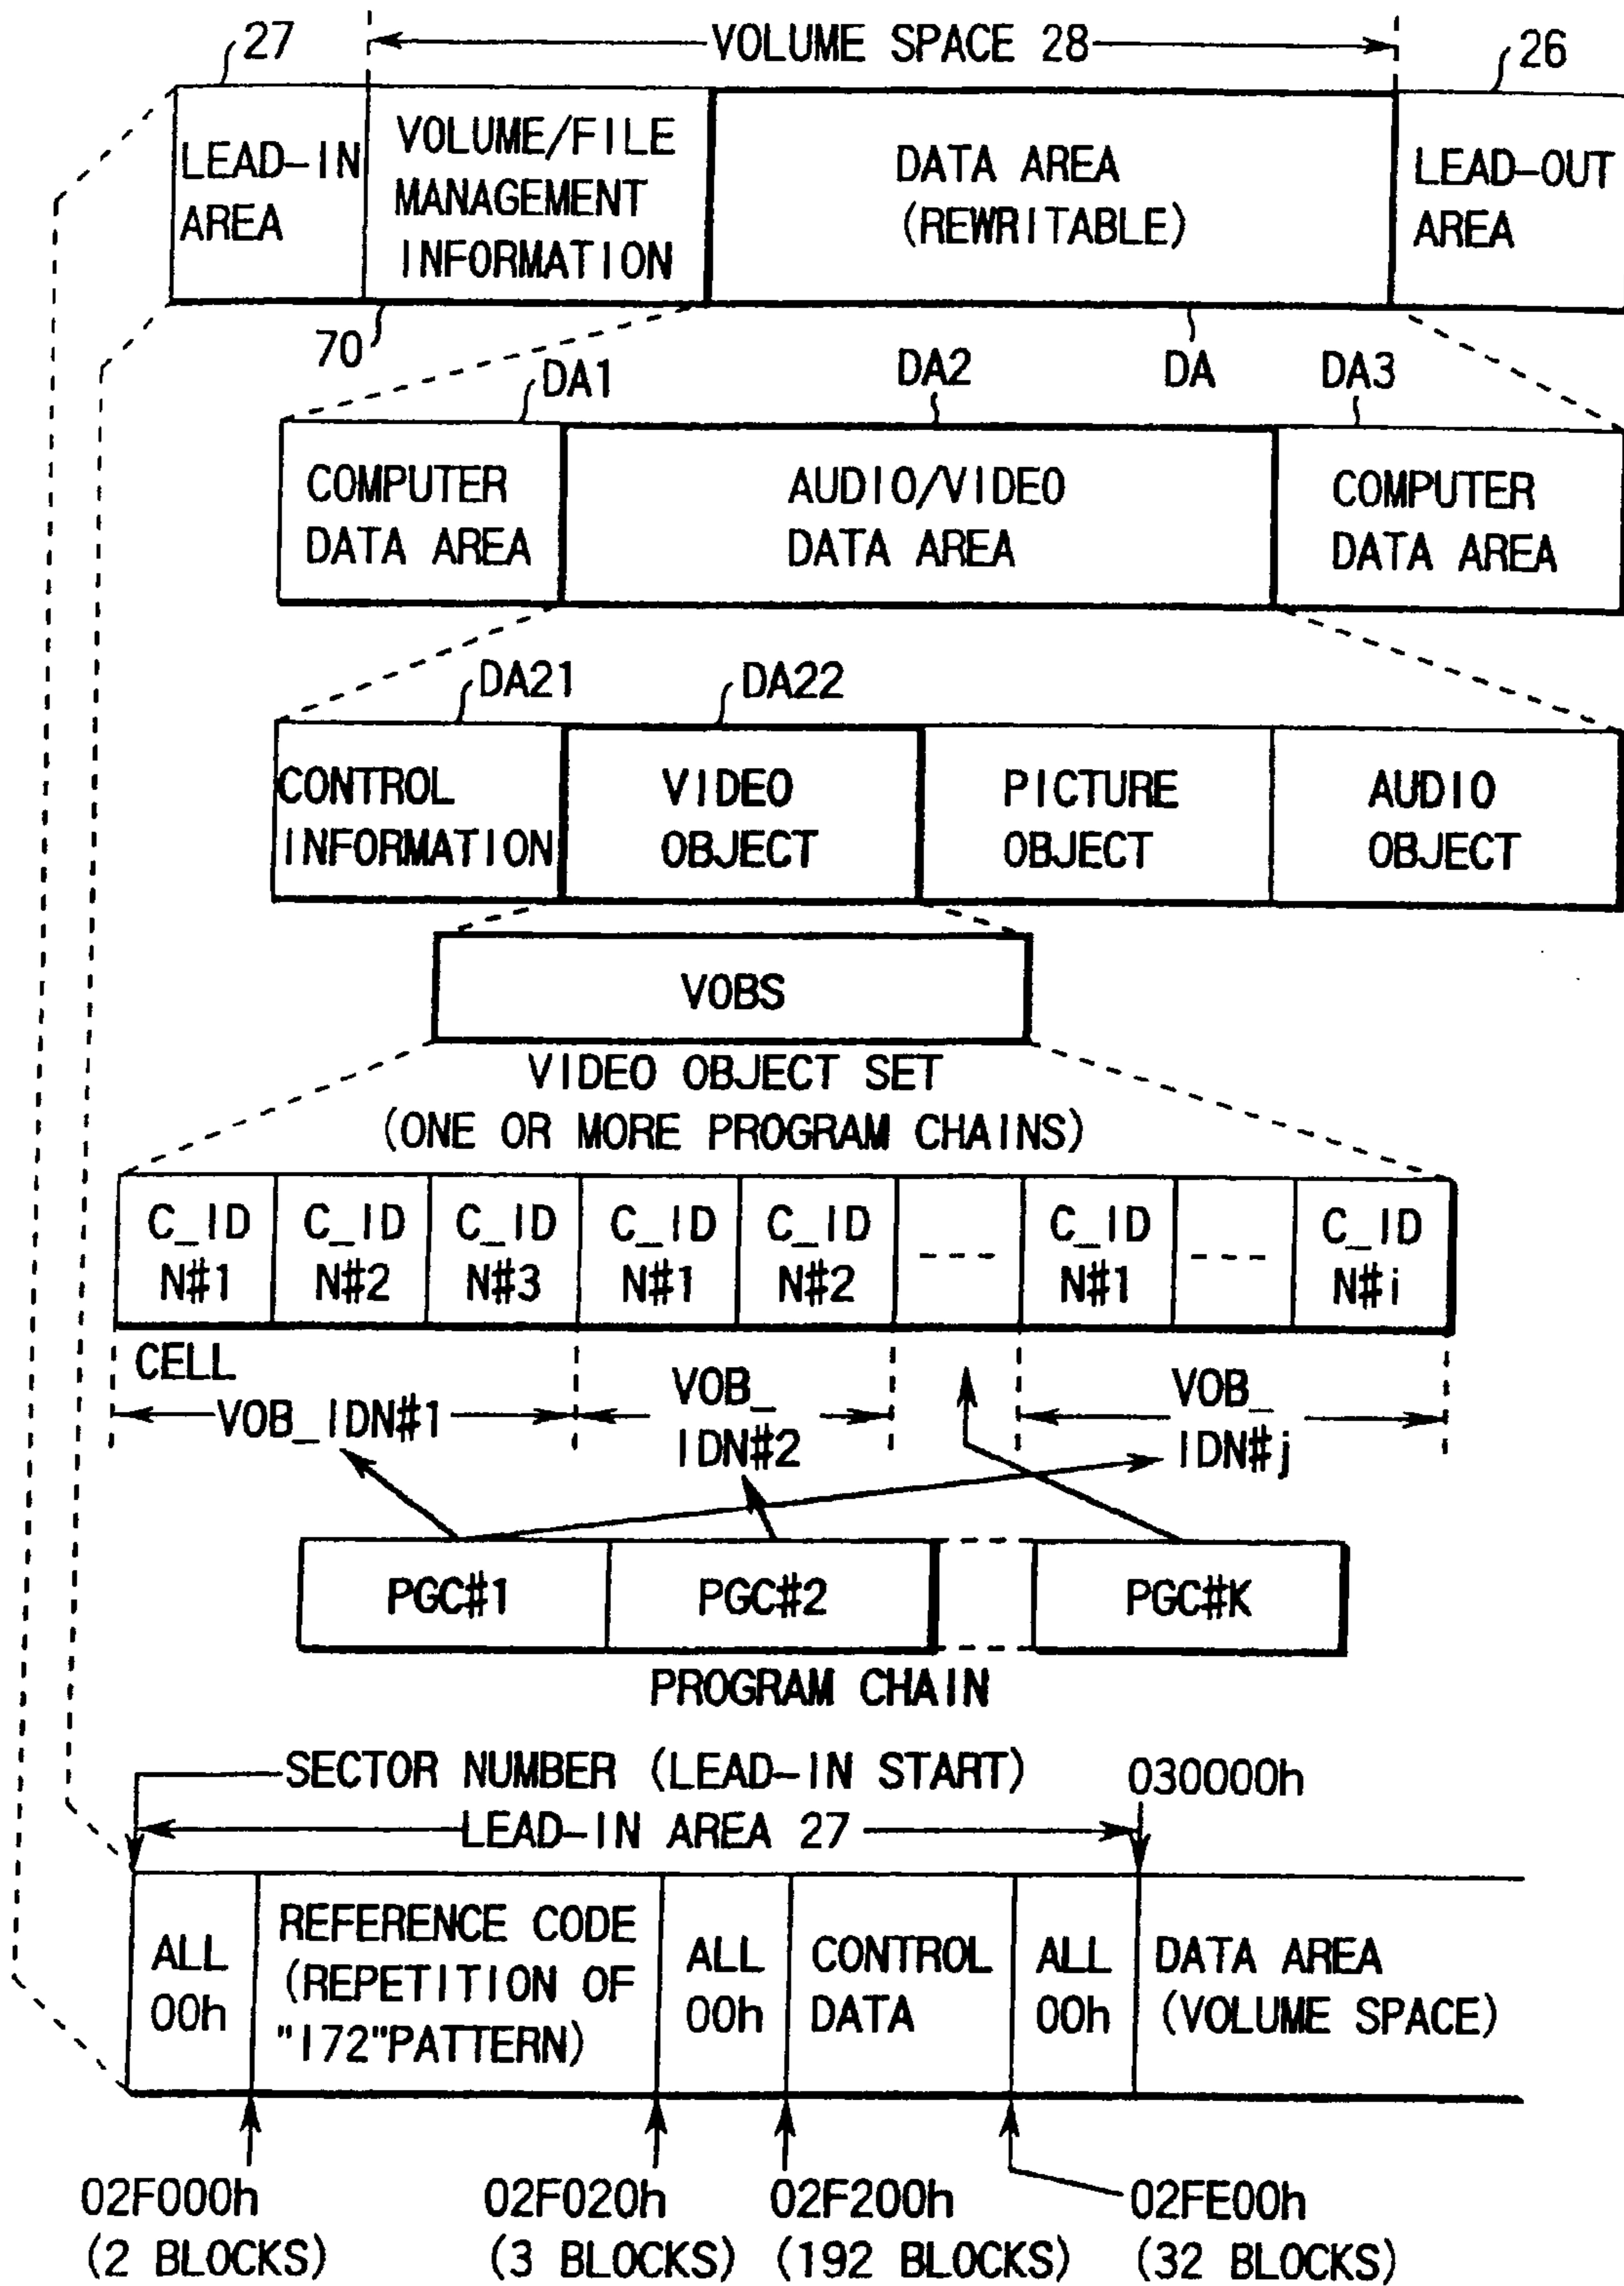 27
VOLUME SPACE 28
26
LEAD-IN
AREA
VOLUME/FILE
MANAGEMENT
INFORMATION
DATA AREA
(REWRITABLE)
LEAD-OUT
AREA
70
DA1
DA2
DA
DA3
COMPUTER
DATA AREA
AUDIO/VIDEO
DATA AREA
COMPUTER
DATA AREA
DA21
DA22
CONTROL
INFORMATION
VIDEO
OBJECT
PICTURE
OBJECT
AUDIO
OBJECT
VOBS
VIDEO OBJECT SET
(ONE OR MORE PROGRAM CHAINS)
C_ID
N#1
C_ID
N#2
C_ID
N#3
C_ID
N#1
C_ID
N#2
----
C_ID
N#1
----
C_ID
N#i
CELL
VOB_IDN#1
VOB_
IDN#2
VOB_
IDN#j
PGC#1
PGC#2
PGC#K
PROGRAM CHAIN
SECTOR NUMBER (LEAD-IN START)
030000h
LEAD-IN AREA 27
ALL
00h
REFERENCE CODE
(REPETITION OF
"172"PATTERN)
ALL
00h
CONTROL
DATA
ALL
00h
DATA AREA
(VOLUME SPACE)
02F000h
(2 BLOCKS)
02F020h
(3 BLOCKS)
02F200h
(192 BLOCKS)
02FE00h
(32 BLOCKS)